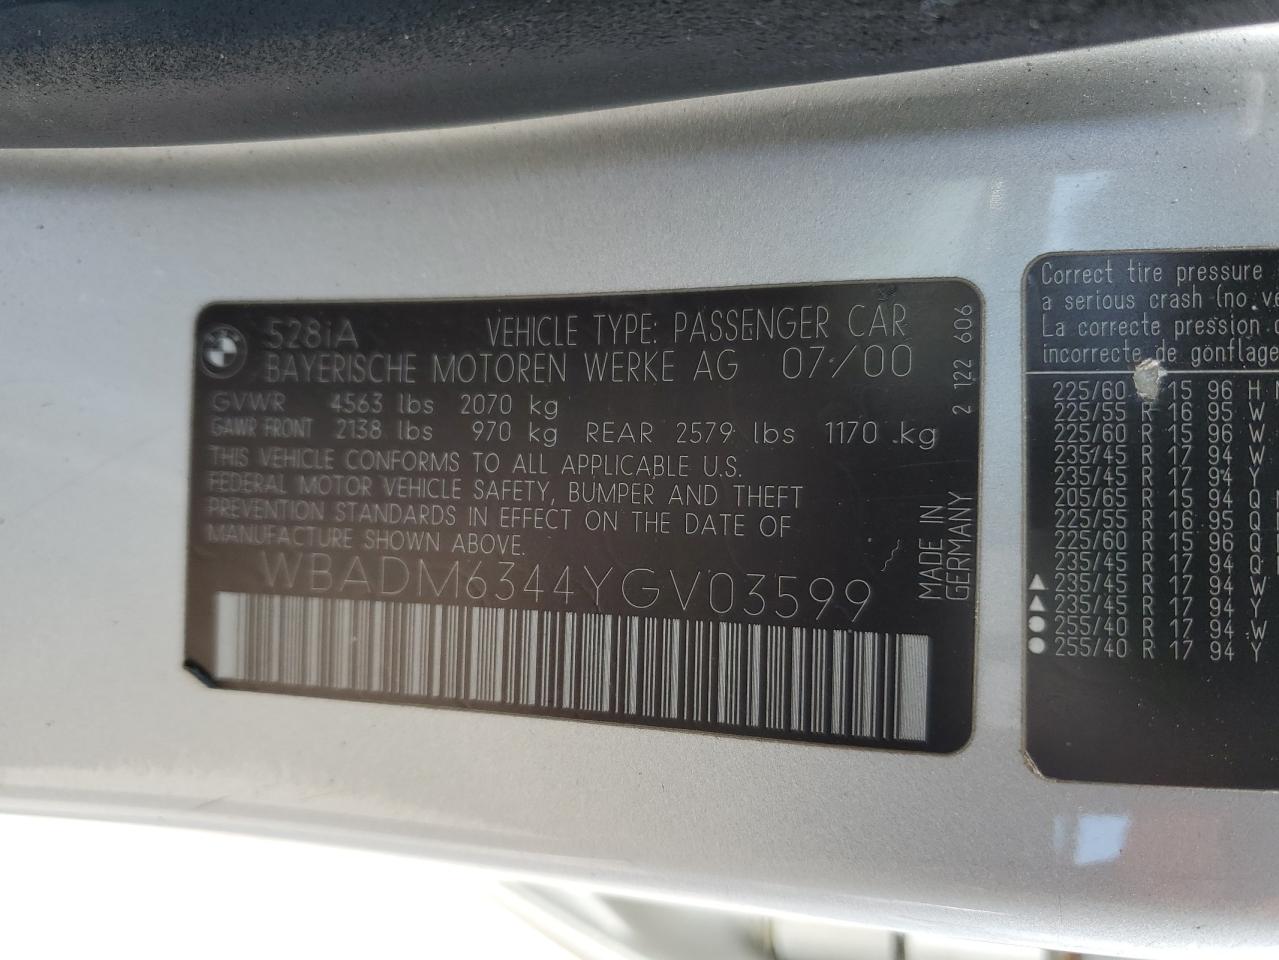 528iA VEHICLE TYPE: PASSENGER CAR
BAYERISCHE MOTOREN WERKE AG 07/00
GVWR 4563 lbs 2070 kg
GAWR FRONT 2138 lbs 970 kg REAR 2579 lbs 1170 kg
THIS VEHICLE CONFORMS TO ALL APPLICABLE U.S.
FEDERAL MOTOR VEHICLE SAFETY, BUMPER AND THEFT
PREVENTION STANDARDS IN EFFECT ON THE DATE OF
MANUFACTURE SHOWN ABOVE.
WBADM6344YGV03599
2 122 606
MADE IN
GERMANY
Correct tire pressure
a serious crash (no.
La correcte pression
incorrecte de gonflage
225/60 15 96 H
225/55 R 16 95 W
225/60 R 15 96 W
235/45 R 17 94 W
235/45 R 17 94 Y
205/65 R 15 94 Q
225/55 R 16 95 Q
225/60 R 15 96 Q
235/45 R 17 94 Q
235/45 R 17 94 W
235/45 R 17 94 Y
255/40 R 17 94 W
255/40 R 17 94 Y